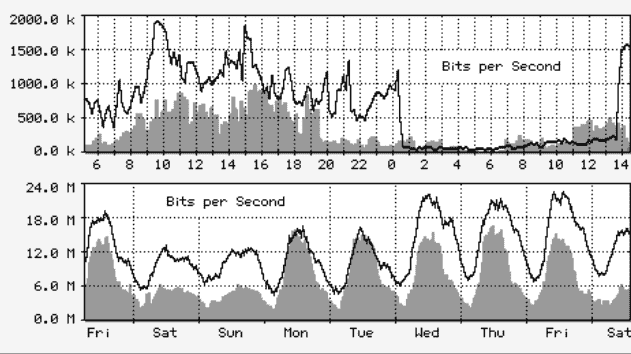 2000.0 k
1500.0 k
1000.0 k
500.0 k
0.0 k
Bits per Second
6 8 10 12 14 16 18 20 22 0 2 4 6 8 10 12 14
24.0 M
18.0 M
12.0 M
6.0 M
0.0 M
Bits per Second
Fri Sat Sun Mon Tue Wed Thu Fri Sat